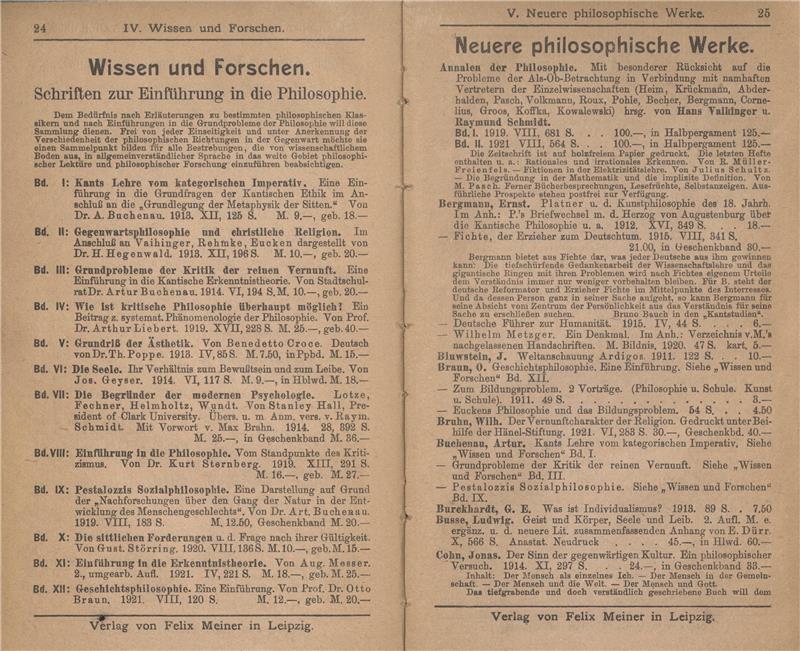 24 IV. Wissen und Forschen.
Wissen und Forschen.
Schriften zur Einführung in die Philosophie.
Dem Bedürfnis nach Erläuterungen zu bestimmten philosophischen Klas-
sikern und nach Einführungen in die Grundprobleme der Philosophie will diese
Sammlung dienen. Frei von jeder Einseitigkeit und unter Anerkennung der
Verschiedenheit der philosophischen Richtungen in der Gegenwart möchte sie
einen Sammelpunkt bilden für alle Bestrebungen, die von wissenschaftlichem
Boden aus, in allgemeinverständlicher Sprache in das weite Gebiet philosophi-
scher Lektüre und philosophischer Forschung einzuführen beabsichtigen.
Bd. I: Kants Lehre vom kategorischen Imperativ. Eine Ein-
führung in die Grundfragen der Kantischen Ethik im An-
schluß an die „Grundlegung der Metaphysik der Sitten.“ Von
Dr. A. Buchenau. 1913. XII, 125 S. M. 9.—, geb. 18.—
Bd. II: Gegenwartsphilosophie und christliche Religion. Im
Anschluß an Vaihinger, Rehmke, Eucken dargestellt von
Dr. H. Hegenwald. 1913. XII, 196 S. M. 10.—, geb. 20.—
Bd. III: Grundprobleme der Kritik der reinen Vernunft. Eine
Einführung in die Kantische Erkenntnistheorie. Von Stadtschul-
rat Dr. Artur Buchenau. 1914. VI, 194 S. M. 10.—, geb. 20.—
Bd. IV: Wie ist kritische Philosophie überhaupt möglich? Ein
Beitrag z. systemat. Phänomenologie der Philosophie. Von Prof.
Dr. Arthur Liebert. 1919. XVII, 228 S. M. 25.—, geb. 40.—
Bd. V: Grundriß der Ästhetik. Von Benedetto Croce. Deutsch
von Dr. Th. Poppe. 1913. IV, 85 S. M. 7.50, in Ppbd. M. 15.—
Bd. VI: Die Seele. Ihr Verhältnis zum Bewußtsein und zum Leibe. Von
Jos. Geyser. 1914. VI, 117 S. M. 9.—, in Hblwd. M. 18.—
Bd. VII: Die Begründer der modernen Psychologie. Lotze,
Fechner, Helmholtz, Wundt. Von Stanley Hall, Pre-
sident of Clark University. Übers. u. m. Anm. vers. v. Raym.
Schmidt. Mit Vorwort v. Max Brahn. 1914. 28, 392 S.
M. 25.—, in Geschenkband M. 36.—
Bd. VIII: Einführung in die Philosophie. Vom Standpunkte des Kriti-
zismus. Von Dr. Kurt Sternberg. 1919. XIII, 291 S.
M. 16.—, geb. M. 27.—
Bd. IX: Pestalozzis Sozialphilosophie. Eine Darstellung auf Grund
der „Nachforschungen über den Gang der Natur in der Ent-
wicklung des Menschengeschlechts“. Von Dr. Art. Buchenau.
1919. VIII, 183 S. M. 12.50, Geschenkband M. 20.—
Bd. X: Die sittlichen Forderungen u. d. Frage nach ihrer Gültigkeit.
Von Gust. Störring. 1920. VIII, 136 S. M. 10.—, geb. M. 15.—
Bd. XI: Einführung in die Erkenntnistheorie. Von Aug. Messer.
2., umgearb. Aufl. 1921. IV, 221 S. M. 18.—, geb. M. 25.—
Bd. XII: Geschichtsphilosophie. Eine Einführung. Von Prof. Dr. Otto
Braun. 1921. VIII, 120 S. M. 12.—, geb. M. 20.—
Verlag von Felix Meiner in Leipzig.
V. Neuere philosophische Werke. 25
Neuere philosophische Werke.
Annalen der Philosophie. Mit besonderer Rücksicht auf die
Probleme der Als-Ob-Betrachtung in Verbindung mit namhaften
Vertretern der Einzelwissenschaften (Heim, Krückmann, Abder-
halden, Pasch, Volkmann, Roux, Pohle, Becher, Bergmann, Corne-
lius, Groos, Koffka, Kowalewski) hrsg. von Hans Vaihinger u.
Raymund Schmidt.
Bd. I. 1919. VIII, 681 S. . . 100.—, in Halbpergament 125.—
Bd. II. 1921 VIII, 564 S. . . 100.—, in Halbpergament 125.—
Die Zeitschrift ist auf holzfreiem Papier gedruckt. Die letzten Hefte
enthalten u. a.: Rationales und irrationales Erkennen. Von R. Müller-
Freienfels. — Fiktionen in der Elektrizitätslehre. Von Julius Schultz.
— Die Begründung in der Mathematik und die implizite Definition. Von
M. Pasch. Ferner Bücherbesprechungen, Lesefrüchte, Selbstanzeigen. Aus-
führliche Prospekte stehen postfrei zur Verfügung.
Bergmann, Ernst. Platner u. d. Kunstphilosophie des 18. Jahrh.
Im Anh.: P.'s Briefwechsel m. d. Herzog von Augustenburg über
die Kantische Philosophie u. a. 1912. XVI, 349 S. . . 18.—
— Fichte, der Erzieher zum Deutschtum. 1915. VIII, 341 S.
21.00, in Geschenkband 30.—
Bergmann bietet aus Fichte dar, was jeder Deutsche aus ihm gewinnen
kann: Die tiefschürfende Gedankenarbeit der Wissenschaftslehre und das
gigantische Ringen mit ihren Problemen wird nach Fichtes eigenem Urteile
dem Verständnis immer nur weniger vorbehalten bleiben. Für B. steht der
deutsche Reformator und Erzieher Fichte im Mittelpunkte des Interesses.
Und da dessen Person ganz in seiner Sache aufgeht, so kann Bergmann für
seine Absicht vom Zentrum der Persönlichkeit aus das Verständnis für seine
Sache zu erschließen suchen. Bruno Bauch in den „Kantstudien“.
— Deutsche Führer zur Humanität. 1915. IV, 44 S. . . . 6.—
— Wilhelm Metzger. Ein Denkmal. Im Anh.: Verzeichnis v. M.'s
nachgelassenen Handschriften. M. Bildnis, 1920. 47 S. kart, 5.—
Bluwstein, J. Weltanschauung Ardigos. 1911. 122 S. . . 10.—
Braun, O. Geschichtsphilosophie. Eine Einführung. Siehe „Wissen und
Forschen“ Bd. XII.
— Zum Bildungsproblem. 2 Vorträge. (Philosophie u. Schule. Kunst
u. Schule). 1911. 49 S. . . . . . . . . . . . . 3.—
— Euckens Philosophie und das Bildungsproblem. 54 S. . . 4.50
Bruhn, Wilh. Der Vernunftcharakter der Religion. Gedruckt unter Bei-
hilfe der Hänel-Stiftung. 1921. VI, 283 S. 30.—, Geschenkbd. 40.—
Buchenau, Artur. Kants Lehre vom kategorischen Imperativ. Siehe
„Wissen und Forschen“ Bd. I.
— Grundprobleme der Kritik der reinen Vernunft. Siehe „Wissen
und Forschen“ Bd. III.
— Pestalozzis Sozialphilosophie. Siehe „Wissen und Forschen“
Bd. IX.
Burckhardt, G. E. Was ist Individualismus? 1913. 89 S. . 7.50
Busse, Ludwig. Geist und Körper, Seele und Leib. 2. Aufl. M. e.
ergänz. u. d. neuere Lit. zusammenfassenden Anhang von E. Dürr.
X, 566 S. Anastat. Neudruck . . . . . 45.—, in Hlwd. 60.—
Cohn, Jonas. Der Sinn der gegenwärtigen Kultur. Ein philosophischer
Versuch. 1914. XI, 297 S. . . 24.—, in Geschenkband 33.—
Inhalt: Der Mensch als einzelnes Ich. — Der Mensch in der Gemein-
schaft. — Der Mensch und die Welt. — Der Mensch und Gott.
Das tiefgrabende und doch verständlich geschriebene Buch will dem
Verlag von Felix Meiner in Leipzig.